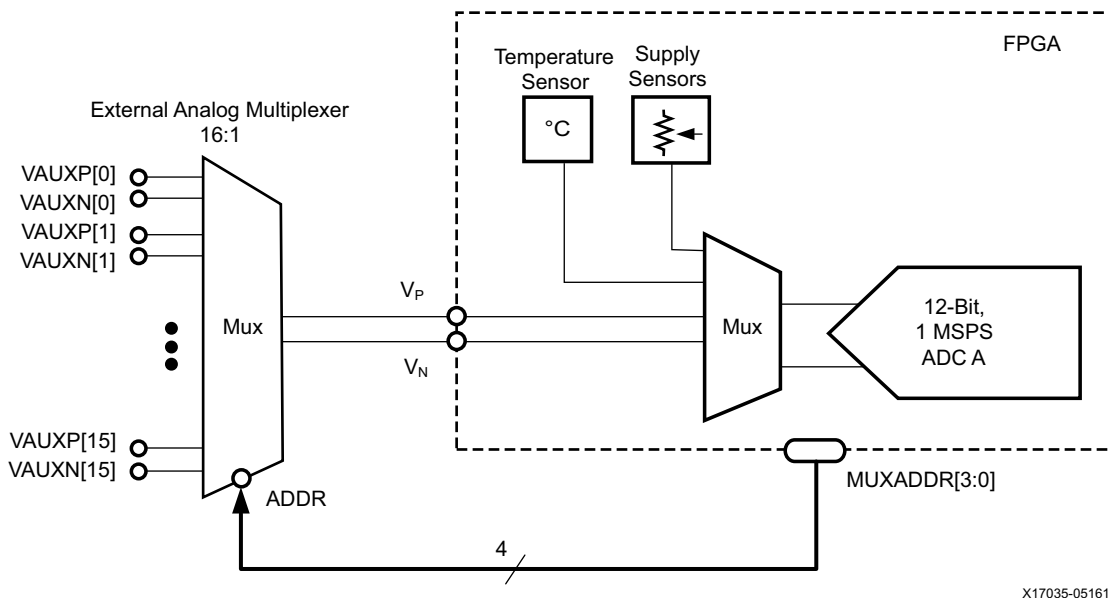 FPGA
Temperature
Sensor
Supply
Sensors
°C
External Analog Multiplexer
16:1
VAUXP[0]
VAUXN[0]
VAUXP[1]
VAUXN[1]
Mux
VP
VN
Mux
12-Bit,
1 MSPS
ADC A
VAUXP[15]
VAUXN[15]
ADDR
MUXADDR[3:0]
4
X17035-05161